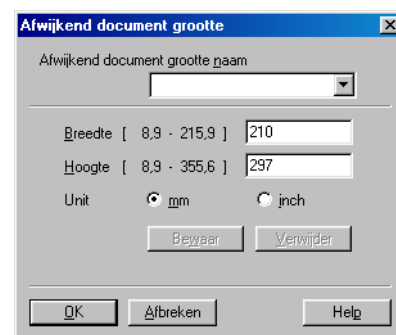 Afwijkend document grootte
Afwijkend document grootte naam
Breedte [ 8,9 - 215,9 ] 210
Hoogte [ 8,9 - 355,6 ] 297
Unit mm inch
Bewaar Verwijder
OK Afbreken Help